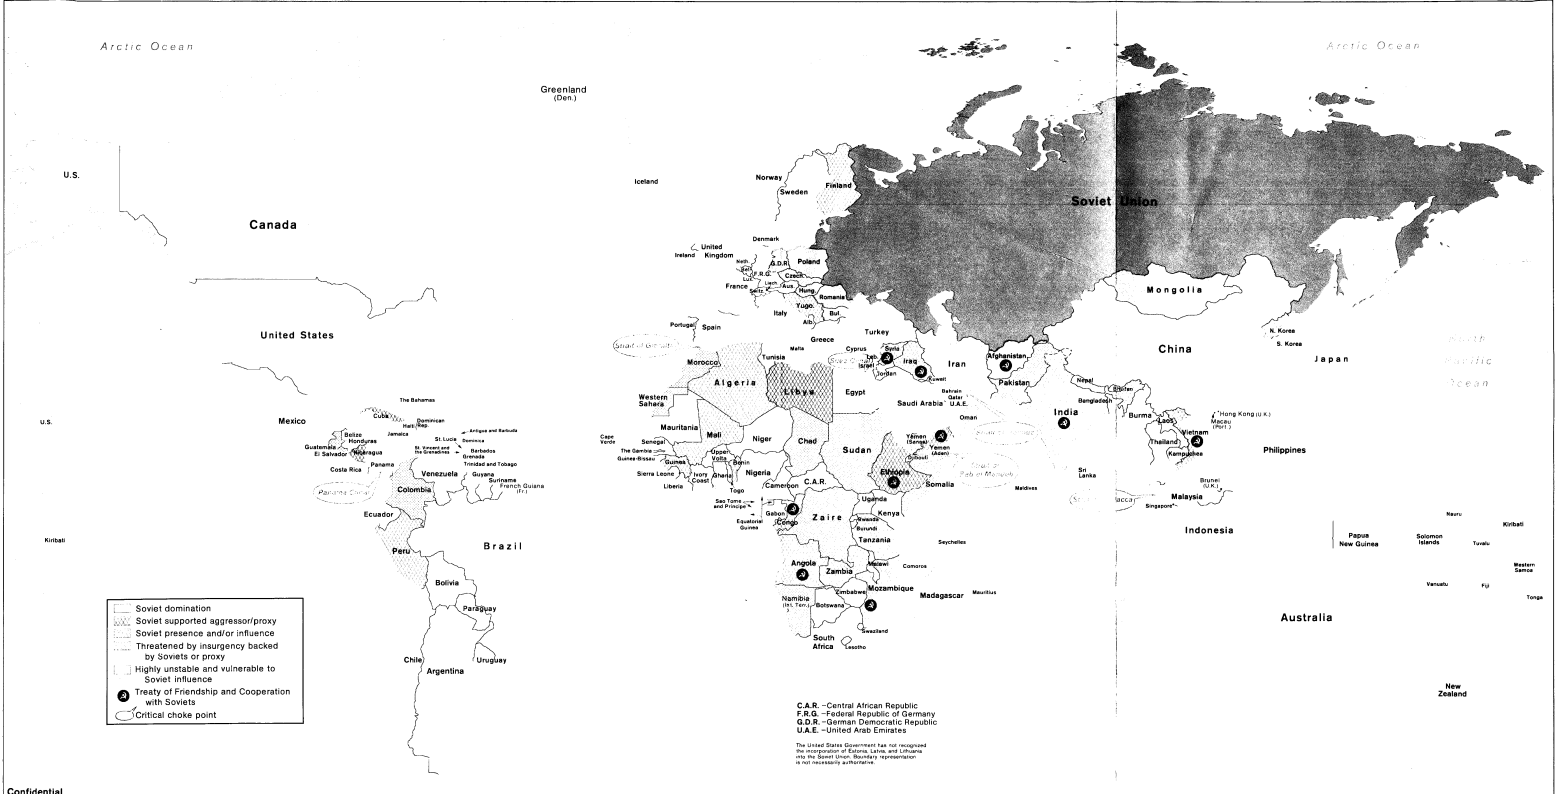 Arctic Ocean
Arctic Ocean
Greenland
(Den.)
U.S.
Iceland
Norway
Sweden
Finland
Soviet Union
Canada
Denmark
United
Kingdom
Ireland
Neth.
Bel.
Lux.
G.D.R.
Poland
F.R.G.
Czech.
France
Liech.
Switz.
Aus.
Hung.
Romania
Mongolia
Italy
Yugo.
Bul.
Alb.
Portugal
Spain
Greece
Turkey
United States
N. Korea
S. Korea
China
Japan
North
Pacific
Ocean
Strait of Gibraltar
Malta
Tunisia
Cyprus
Syria
Leb.
Israel
Suez Canal
Jordan
Iraq
Kuwait
Iran
Afghanistan
Pakistan
Nepal
Bhutan
Morocco
Algeria
Libya
Egypt
Bahrain
Qatar
U.A.E.
Saudi Arabia
Oman
Bangladesh
India
Burma
Laos
Hong Kong (U.K.)
Macau
(Port.)
Western
Sahara
U.S.
Mexico
The Bahamas
Cuba
Haiti
Dominican
Rep.
Jamaica
Antigue and Barbuda
Belize
Honduras
Guatemala
El Salvador
Nicaragua
St. Lucia
Dominica
St. Vincent and
the Grenadines
Barbados
Grenada
Trinidad and Tobago
Costa Rica
Panama
Panama Canal
Venezuela
Guyana
Suriname
French Guiana
(Fr.)
Colombia
Ecuador
Peru
Brazil
Bolivia
Paraguay
Chile
Argentina
Uruguay
Kiribati
Cape
Verde
Mauritania
Senegal
The Gambia
Guinea-Bissau
Guinea
Sierra Leone
Liberia
Mali
Upper
Volta
Ivory
Coast
Ghana
Togo
Benin
Niger
Nigeria
Chad
Sudan
Yemen
(Sanaa)
Yemen
(Aden)
Djibouti
Ethiopia
Somalia
C.A.R.
Cameroon
Sao Tome
and Principe
Equatorial
Guinea
Gabon
Congo
Zaire
Uganda
Kenya
Rwanda
Burundi
Tanzania
Seychelles
Angola
Zambia
Malawi
Comoros
Mozambique
Zimbabwe
Madagascar
Mauritius
Namibia
(Int. Terr.)
Botswana
Swaziland
South
Africa
Lesotho
Maldives
Sri
Lanka
Thailand
Vietnam
Kampuchea
Philippines
Brunei
(U.K.)
Malaysia
Singapore
Indonesia
Papua
New Guinea
Nauru
Kiribati
Solomon
Islands
Tuvalu
Western
Samoa
Vanuatu
Fiji
Tonga
Australia
New
Zealand
Soviet domination
Soviet supported aggressor/proxy
Soviet presence and/or influence
Threatened by insurgency backed
by Soviets or proxy
Highly unstable and vulnerable to
Soviet influence
Treaty of Friendship and Cooperation
with Soviets
Critical choke point
C.A.R. –Central African Republic
F.R.G. –Federal Republic of Germany
G.D.R. –German Democratic Republic
U.A.E. –United Arab Emirates
The United States Government has not recognized
the incorporation of Estonia, Latvia, and Lithuania
into the Soviet Union. Boundary representation
is not necessarily authoritative.
Confidential